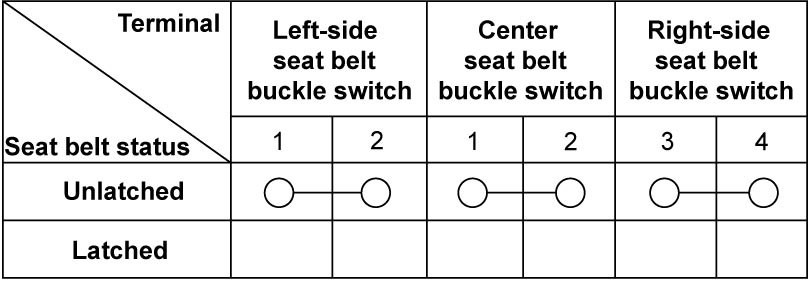 Terminal
Seat belt status
Left-side
seat belt
buckle switch
Center
seat belt
buckle switch
Right-side
seat belt
buckle switch
1 2 1 2 3 4
Unlatched
Latched